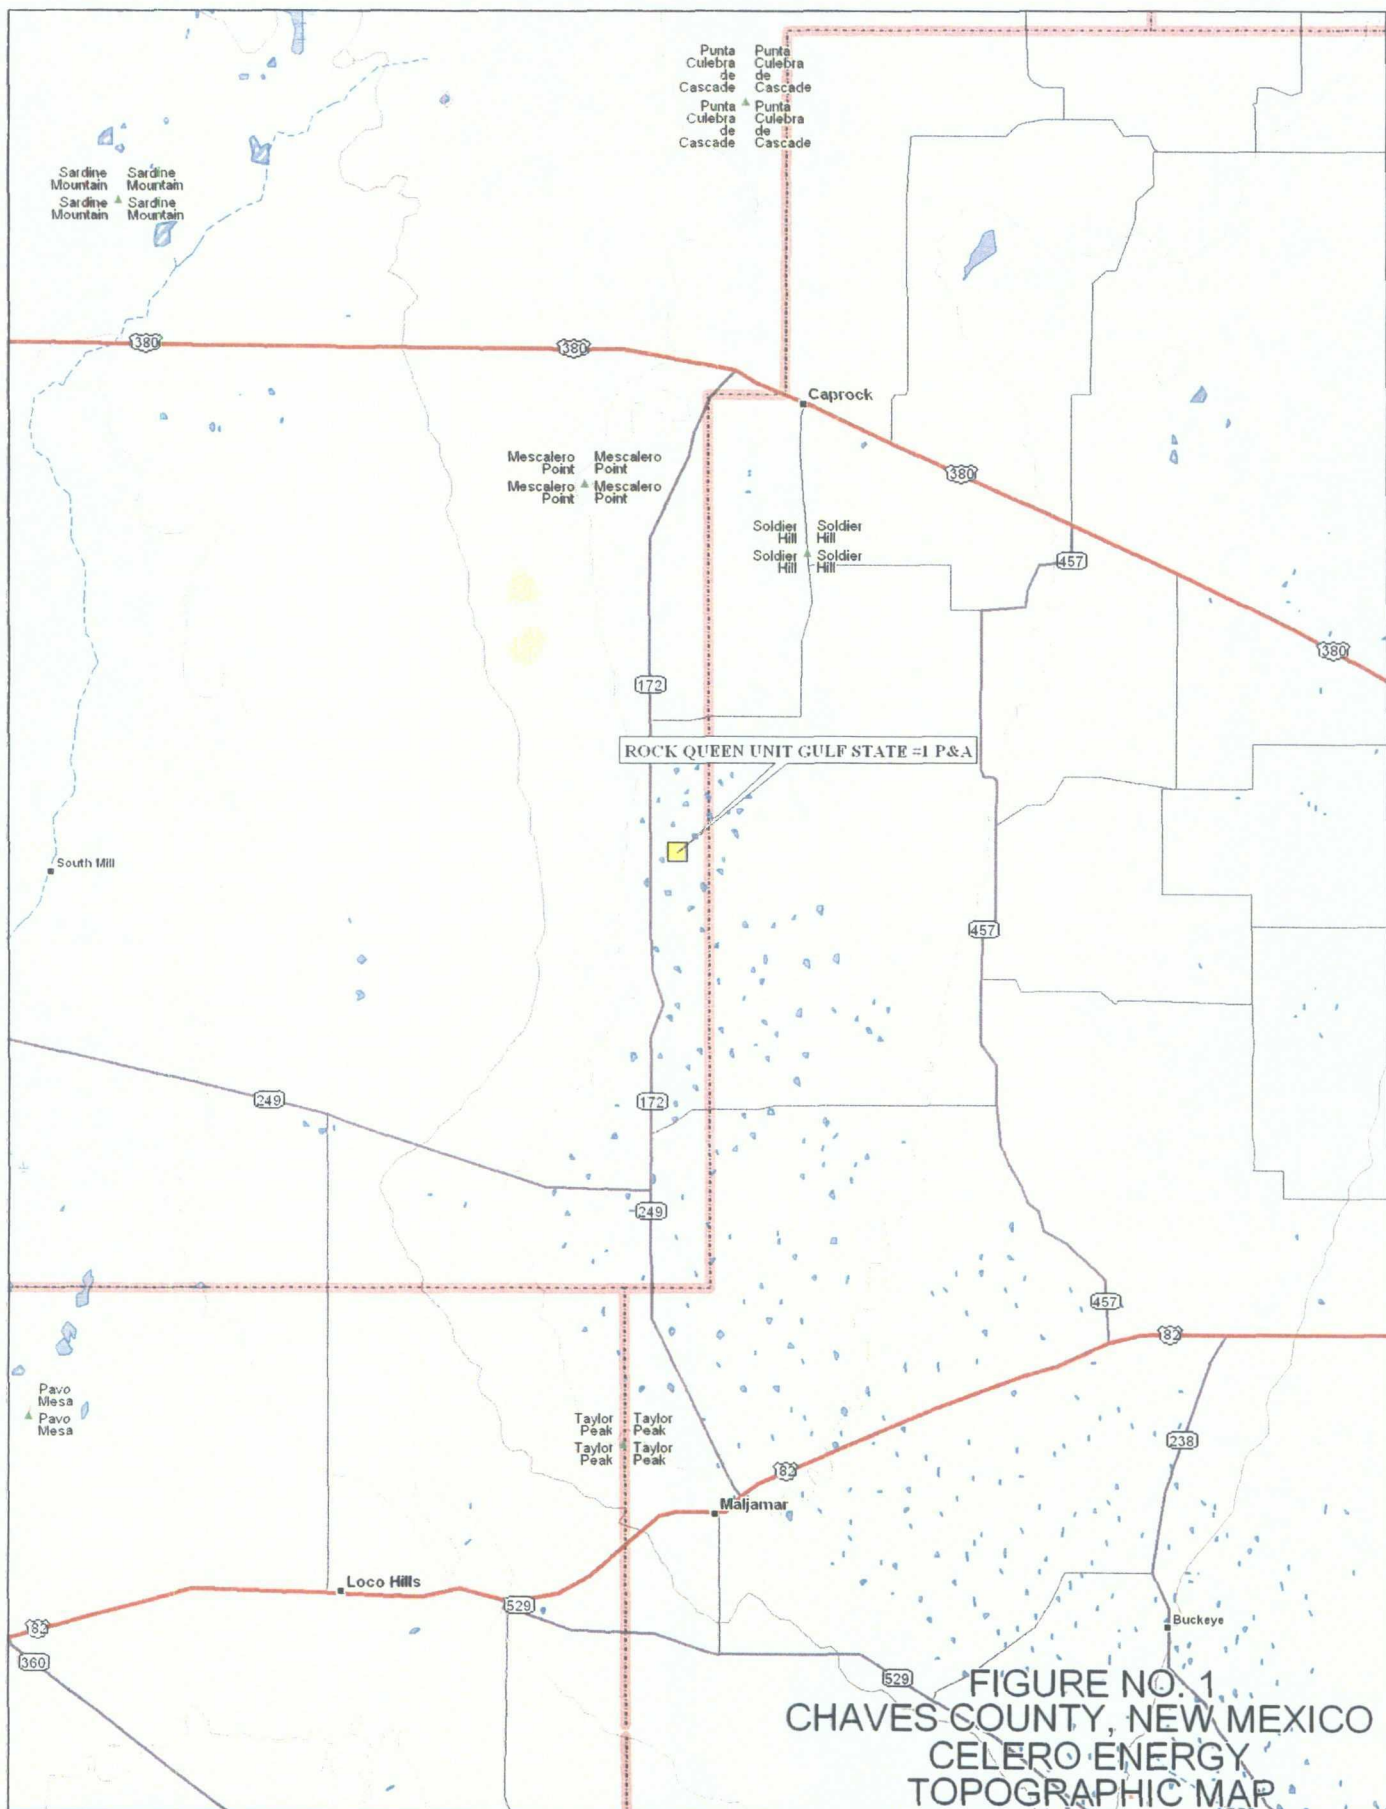 Punta Punta
Culebra Culebra
de de
Cascade Cascade
Punta Punta
Culebra Culebra
de de
Cascade Cascade
Sardine Sardine
Mountain Mountain
Sardine Sardine
Mountain Mountain
380
380
Caprock
Mescalero Mescalero
Point Point
Mescalero Mescalero
Point Point
380
Soldier Soldier
Hill Hill
Soldier Soldier
Hill Hill
457
380
172
ROCK QUEEN UNIT GULF STATE =1 P&A
South Mill
457
249
172
249
457
82
Pavo
Mesa
Pavo
Mesa
Taylor Taylor
Peak Peak
Taylor Taylor
Peak Peak
238
82
Maljamar
Loco Hills
529
82
Buckeye
360
529
FIGURE NO. 1
CHAVES COUNTY, NEW MEXICO
CELERO ENERGY
TOPOGRAPHIC MAP